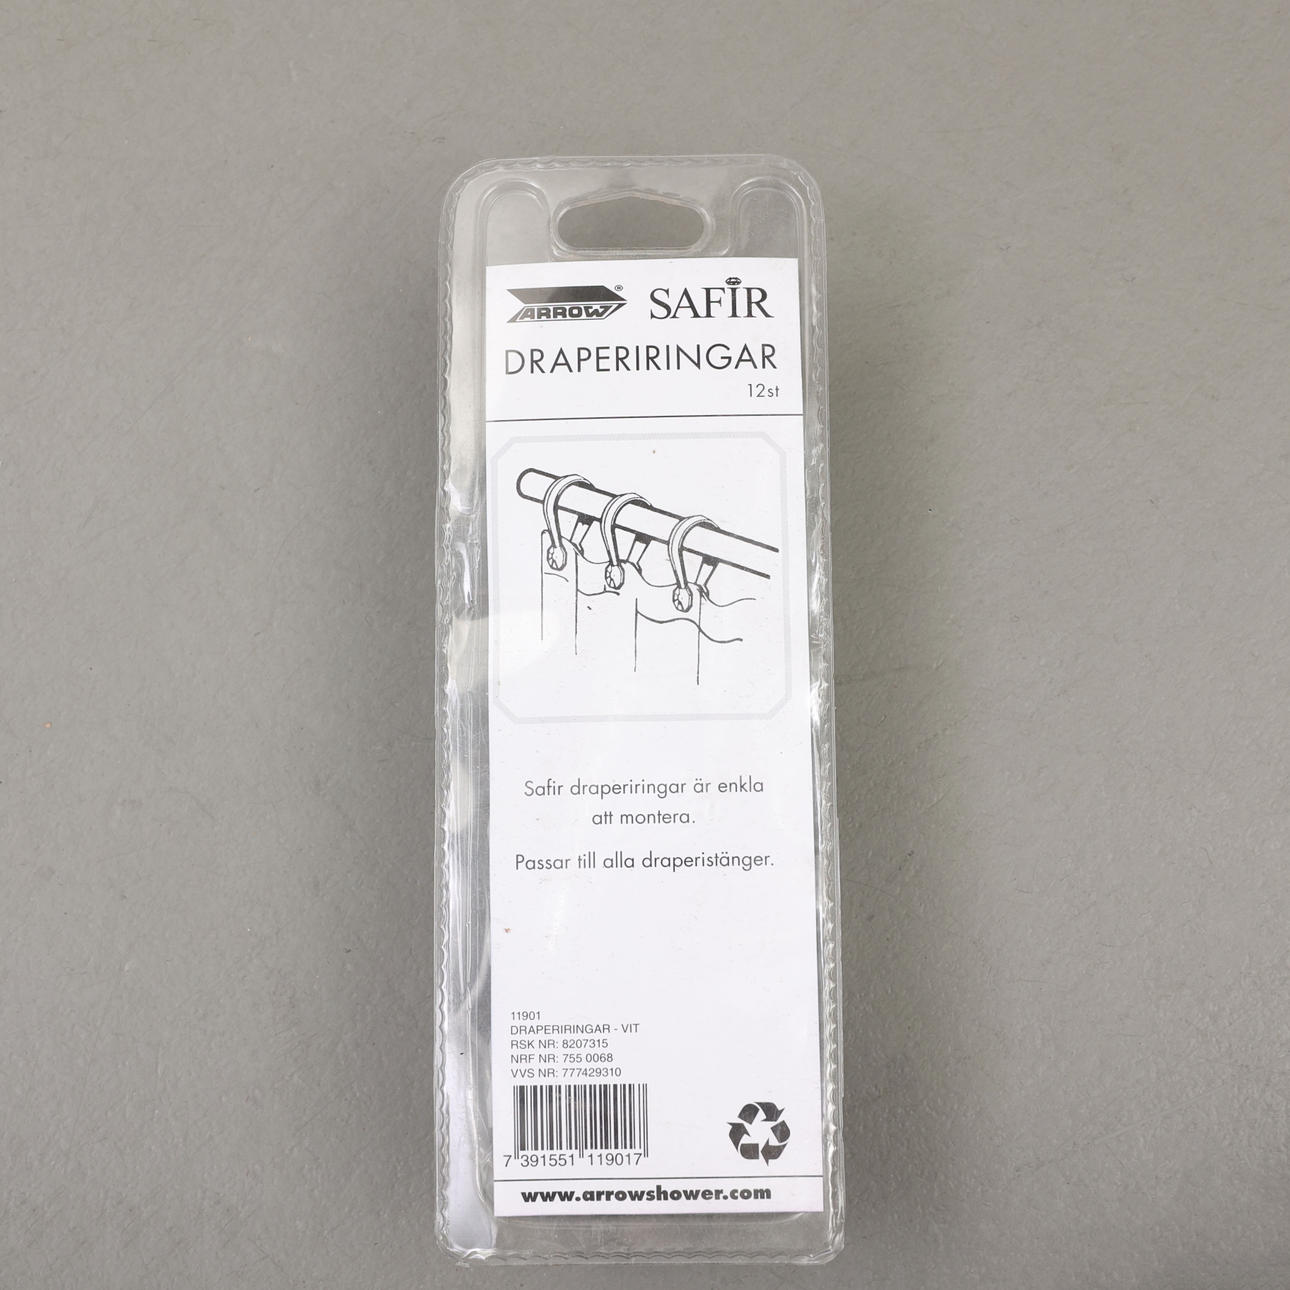 ARROW® SAFIR
DRAPERIRINGAR
12st
Safir draperiringar är enkla
att montera.
Passar till alla draperistänger.
11901
DRAPERIRINGAR - VIT
RSK NR: 8207315
NRF NR: 755 0068
VVS NR: 777429310
7 391551 119017
www.arrowshower.com